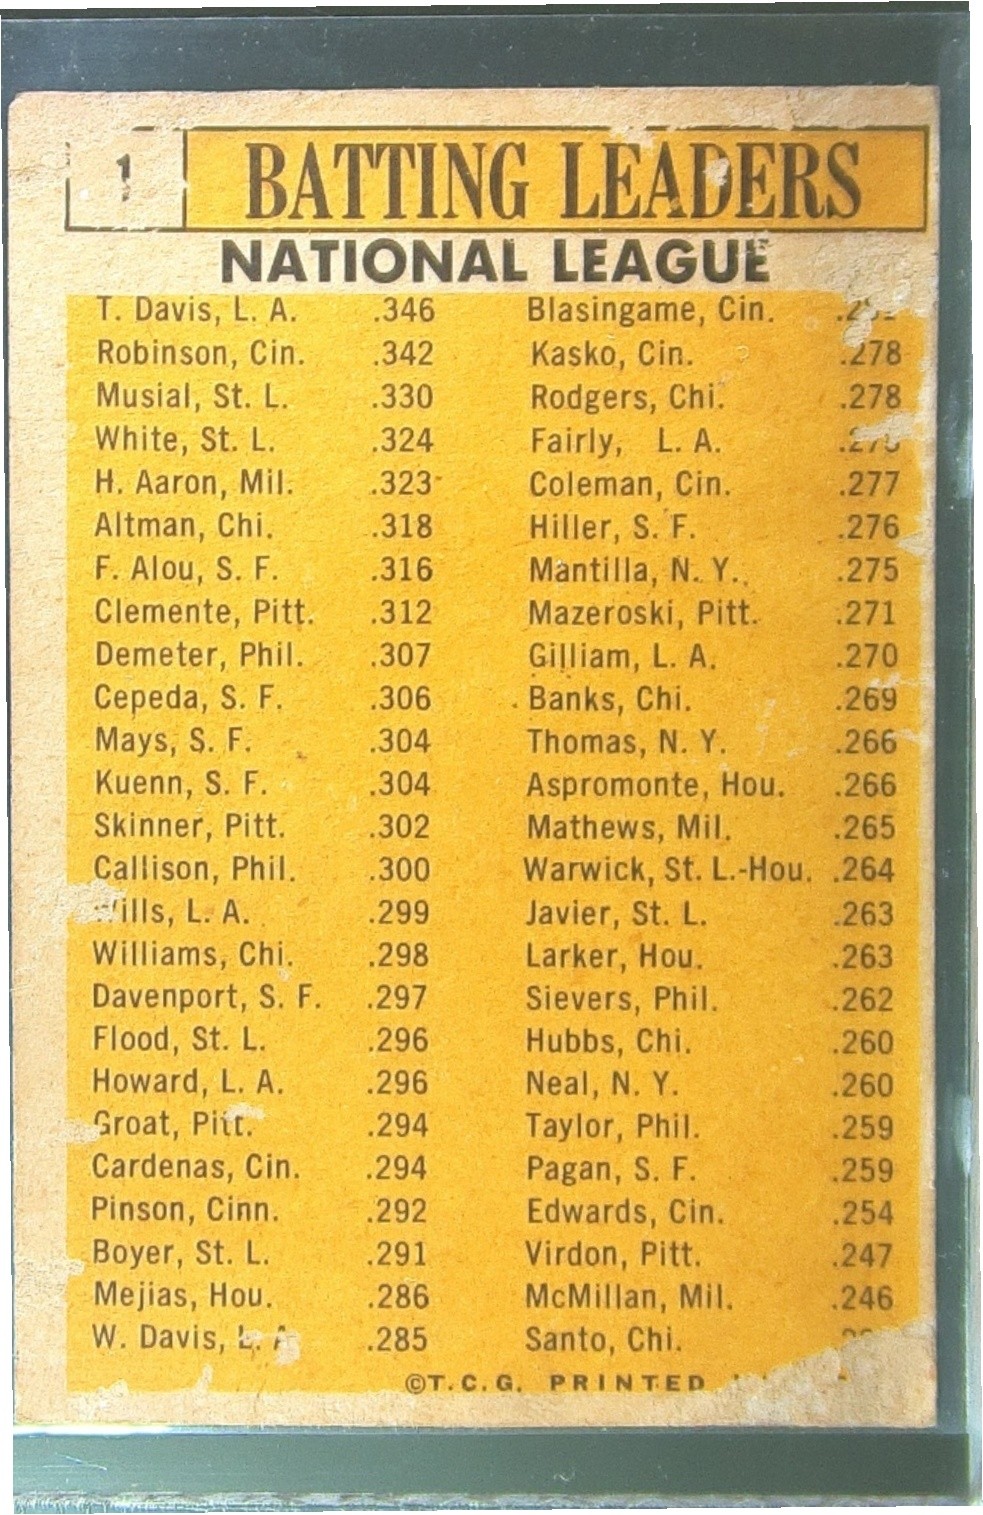 1 BATTING LEADERS
NATIONAL LEAGUE
T. Davis, L. A. .346
Robinson, Cin. .342
Musial, St. L. .330
White, St. L. .324
H. Aaron, Mil. .323
Altman, Chi. .318
F. Alou, S. F. .316
Clemente, Pitt. .312
Demeter, Phil. .307
Cepeda, S. F. .306
Mays, S. F. .304
Kuenn, S. F. .304
Skinner, Pitt. .302
Callison, Phil. .300
Wills, L. A. .299
Williams, Chi. .298
Davenport, S. F. .297
Flood, St. L. .296
Howard, L. A. .296
Groat, Pitt. .294
Cardenas, Cin. .294
Pinson, Cinn. .292
Boyer, St. L. .291
Mejias, Hou. .286
W. Davis, L. A .285
Blasingame, Cin.
Kasko, Cin. .278
Rodgers, Chi. .278
Fairly, L. A.
Coleman, Cin. .277
Hiller, S. F. .276
Mantilla, N. Y. .275
Mazeroski, Pitt. .271
Gilliam, L. A. .270
Banks, Chi. .269
Thomas, N. Y. .266
Aspromonte, Hou. .266
Mathews, Mil. .265
Warwick, St. L.-Hou. .264
Javier, St. L. .263
Larker, Hou. .263
Sievers, Phil. .262
Hubbs, Chi. .260
Neal, N. Y. .260
Taylor, Phil. .259
Pagan, S. F. .259
Edwards, Cin. .254
Virdon, Pitt. .247
McMillan, Mil. .246
Santo, Chi.
©T.C.G. PRINTED